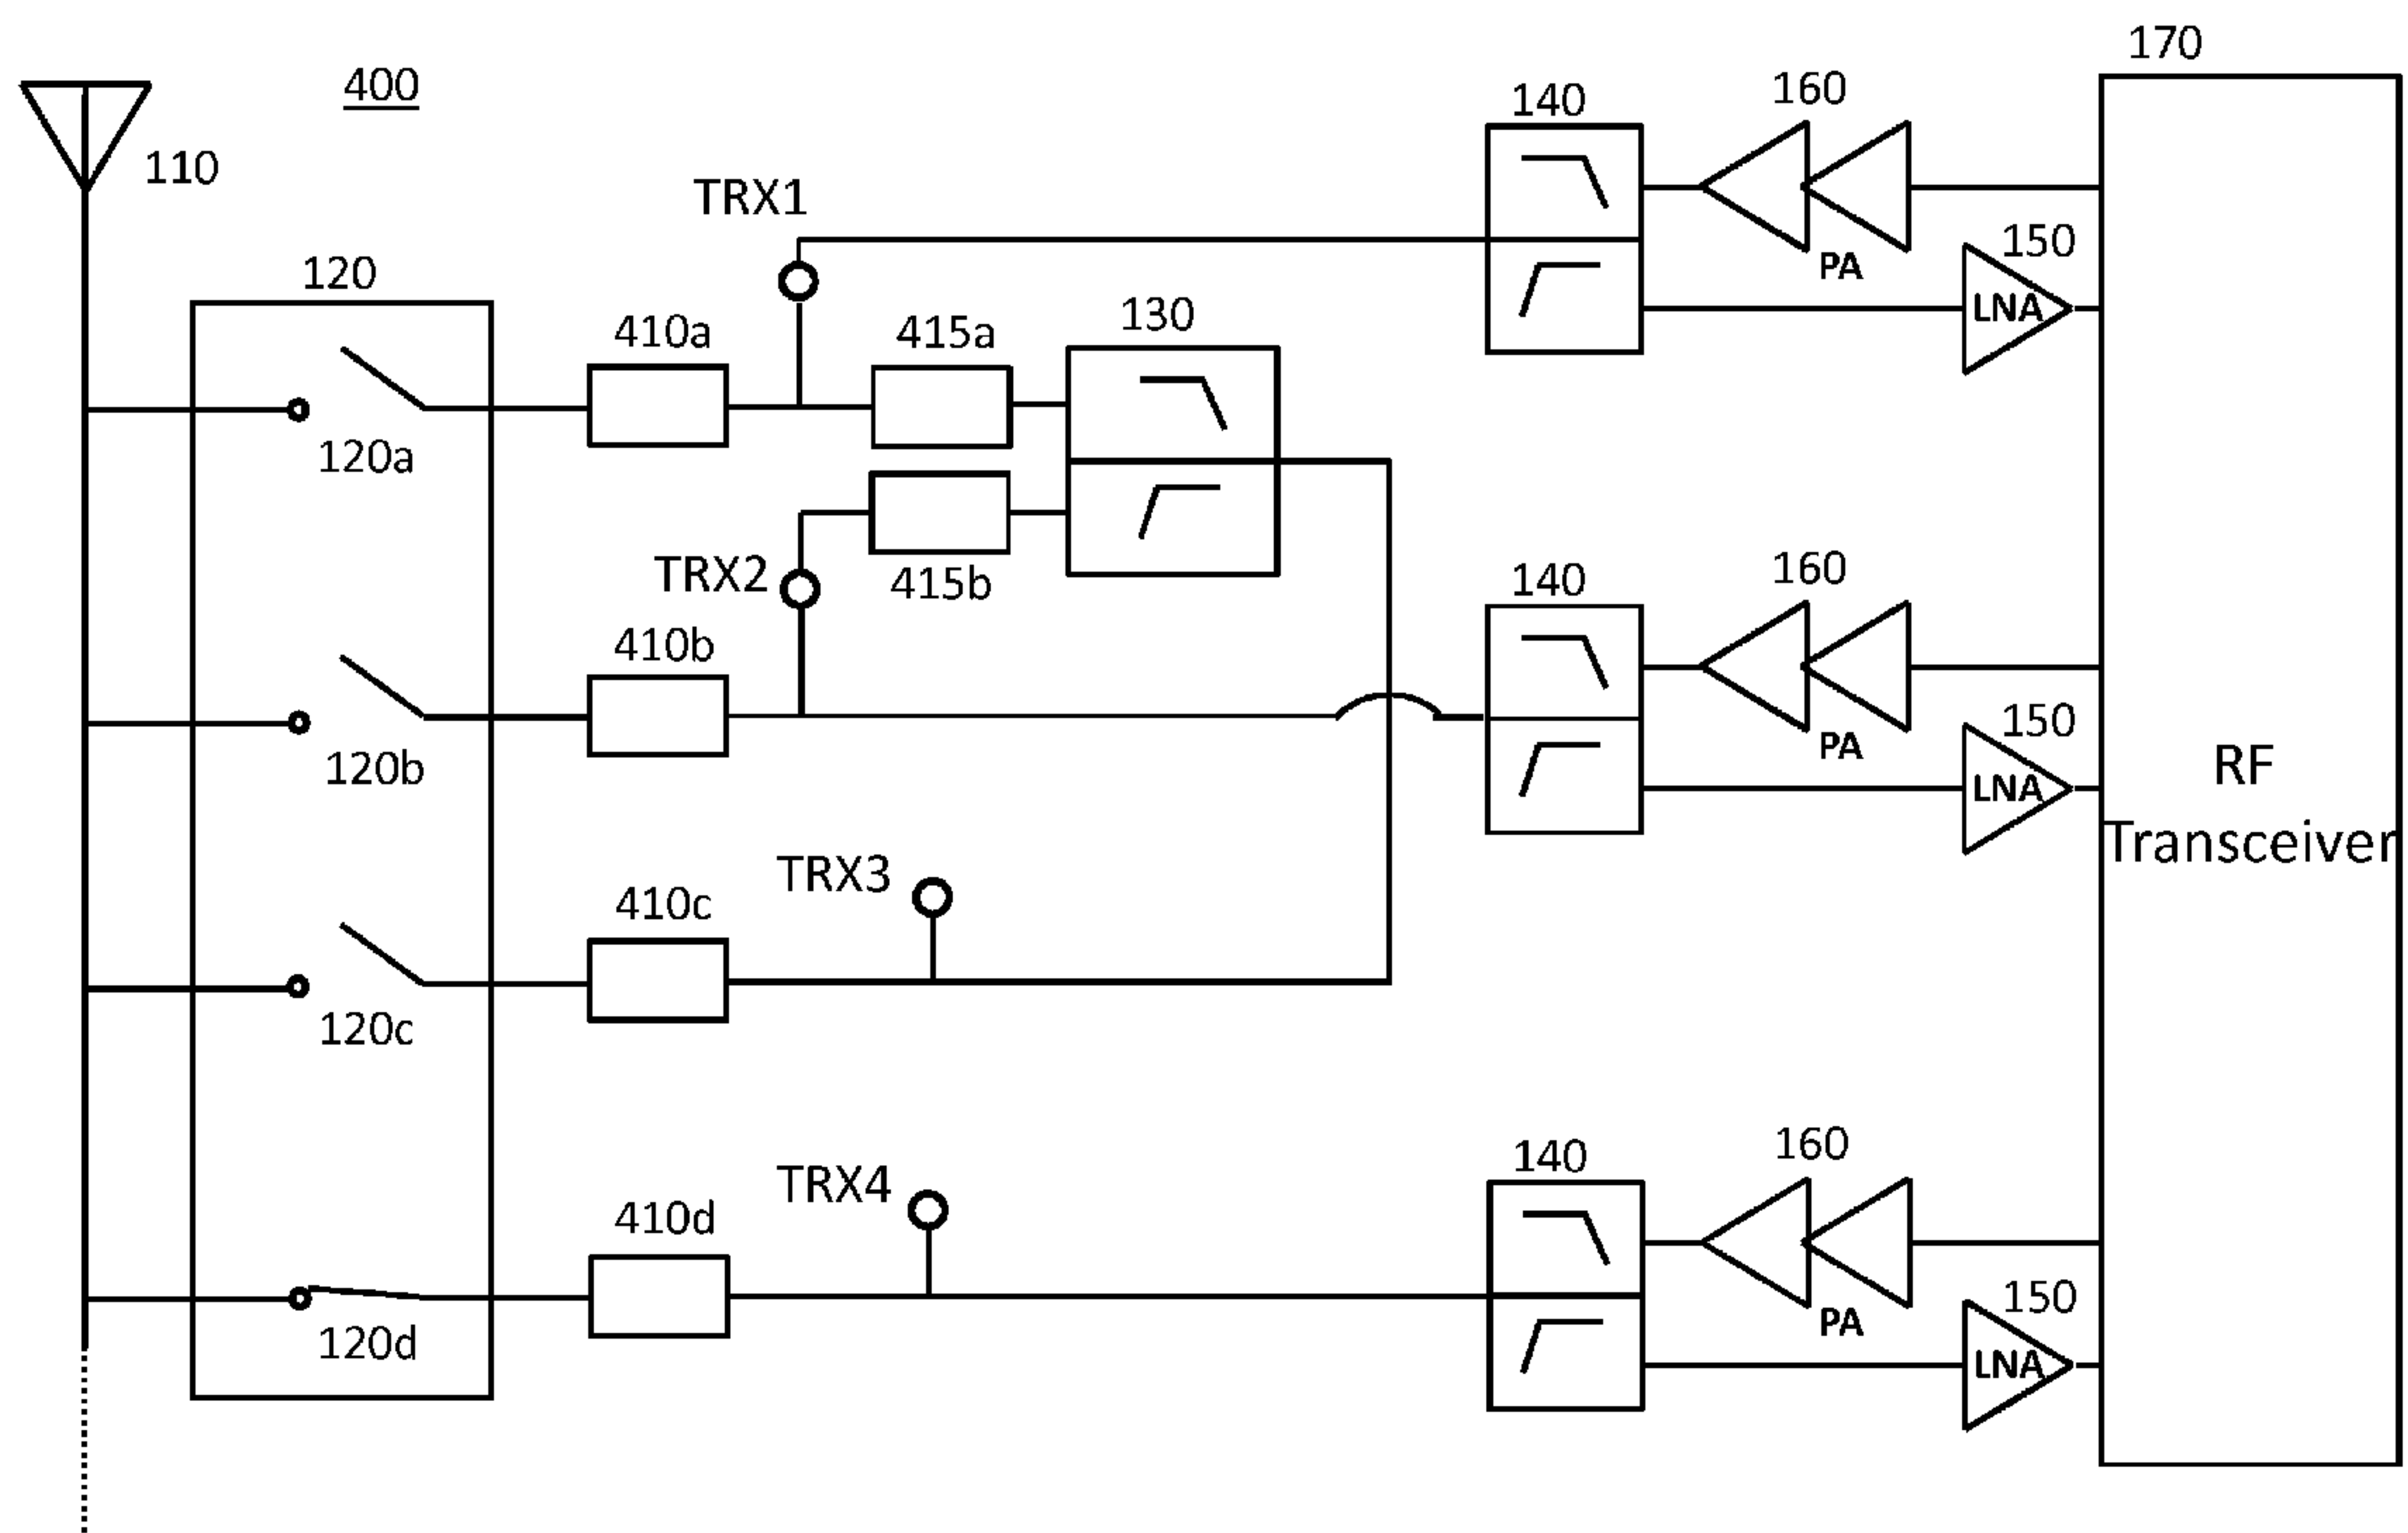 170
400
140
160
110
TRX1
PA
150
LNA
120
410a
415a
130
120a
TRX2
415b
140
160
410b
PA
150
LNA
120b
RF
Transceiver
TRX3
410c
120c
TRX4
140
160
410d
PA
150
LNA
120d